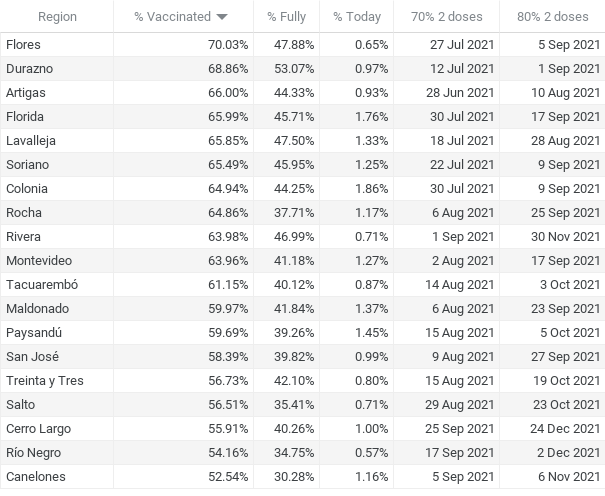 Region % Vaccinated % Fully % Today 70% 2 doses 80% 2 doses
Flores 70.03% 47.88% 0.65% 27 Jul 2021 5 Sep 2021
Durazno 68.86% 53.07% 0.97% 12 Jul 2021 1 Sep 2021
Artigas 66.00% 44.33% 0.93% 28 Jun 2021 10 Aug 2021
Florida 65.99% 45.71% 1.76% 30 Jul 2021 17 Sep 2021
Lavalleja 65.85% 47.50% 1.33% 18 Jul 2021 28 Aug 2021
Soriano 65.49% 45.95% 1.25% 22 Jul 2021 9 Sep 2021
Colonia 64.94% 44.25% 1.86% 30 Jul 2021 9 Sep 2021
Rocha 64.86% 37.71% 1.17% 6 Aug 2021 25 Sep 2021
Rivera 63.98% 46.99% 0.71% 1 Sep 2021 30 Nov 2021
Montevideo 63.96% 41.18% 1.27% 2 Aug 2021 17 Sep 2021
Tacuarembó 61.15% 40.12% 0.87% 14 Aug 2021 3 Oct 2021
Maldonado 59.97% 41.84% 1.37% 6 Aug 2021 23 Sep 2021
Paysandú 59.69% 39.26% 1.45% 15 Aug 2021 5 Oct 2021
San José 58.39% 39.82% 0.99% 9 Aug 2021 27 Sep 2021
Treinta y Tres 56.73% 42.10% 0.80% 15 Aug 2021 19 Oct 2021
Salto 56.51% 35.41% 0.71% 29 Aug 2021 23 Oct 2021
Cerro Largo 55.91% 40.26% 1.00% 25 Sep 2021 24 Dec 2021
Río Negro 54.16% 34.75% 0.57% 17 Sep 2021 2 Dec 2021
Canelones 52.54% 30.28% 1.16% 5 Sep 2021 6 Nov 2021